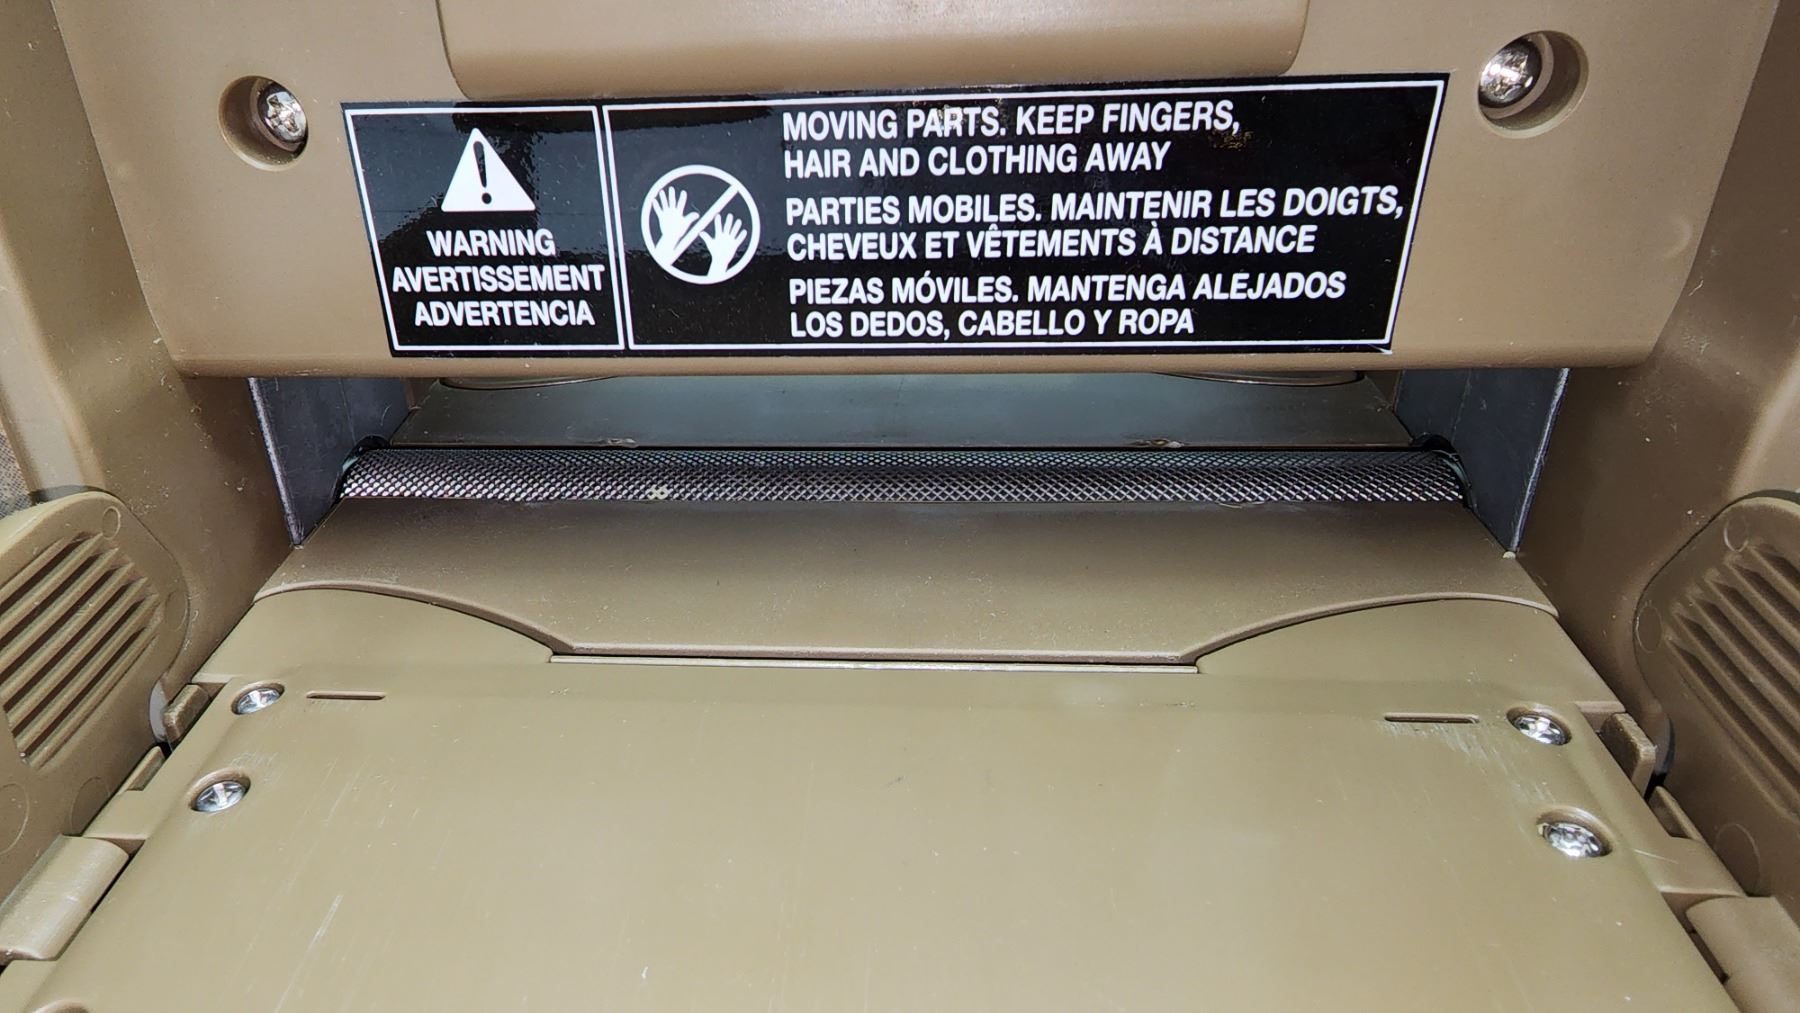 WARNING
AVERTISSEMENT
ADVERTENCIA
MOVING PARTS. KEEP FINGERS,
HAIR AND CLOTHING AWAY
PARTIES MOBILES. MAINTENIR LES DOIGTS,
CHEVEUX ET VÊTEMENTS À DISTANCE
PIEZAS MÓVILES. MANTENGA ALEJADOS
LOS DEDOS, CABELLO Y ROPA